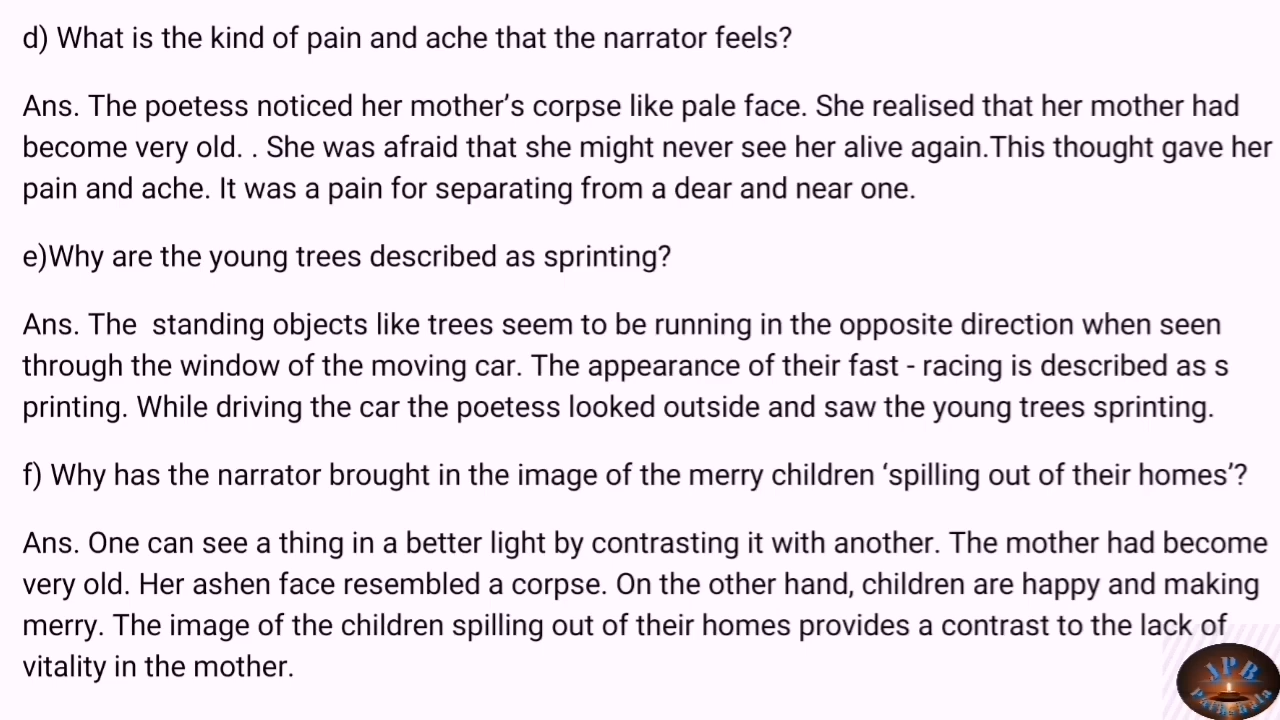 d) What is the kind of pain and ache that the narrator feels?
Ans. The poetess noticed her mother’s corpse like pale face. She realised that her mother had
become very old. . She was afraid that she might never see her alive again.This thought gave her
pain and ache. It was a pain for separating from a dear and near one.
e)Why are the young trees described as sprinting?
Ans. The  standing objects like trees seem to be running in the opposite direction when seen
through the window of the moving car. The appearance of their fast - racing is described as s
printing. While driving the car the poetess looked outside and saw the young trees sprinting.
f) Why has the narrator brought in the image of the merry children ‘spilling out of their homes’?
Ans. One can see a thing in a better light by contrasting it with another. The mother had become
very old. Her ashen face resembled a corpse. On the other hand, children are happy and making
merry. The image of the children spilling out of their homes provides a contrast to the lack of
vitality in the mother.
JPB
Pathshala